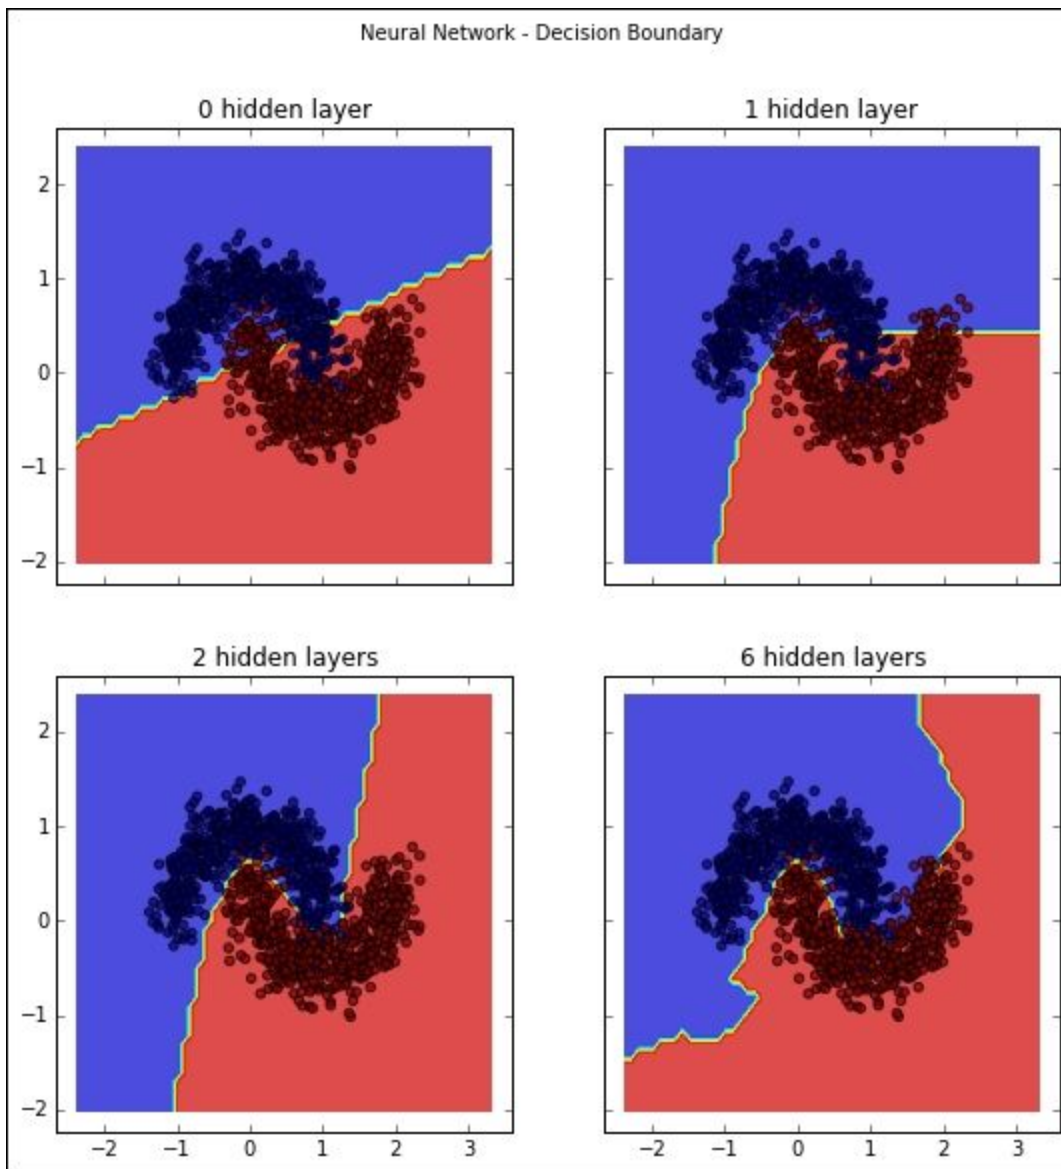 Neural Network - Decision Boundary
0 hidden layer
1 hidden layer
2
1
0
−1
−2
2 hidden layers
6 hidden layers
2
1
0
−1
−2
−2 −1 0 1 2 3
−2 −1 0 1 2 3